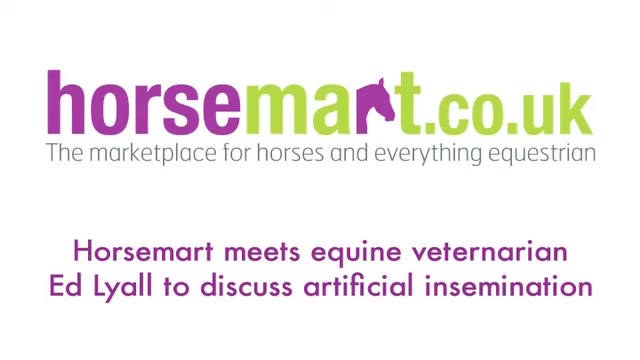 horsemart.co.uk
The marketplace for horses and everything equestrian
Horsemart meets equine veternarian
Ed Lyall to discuss artificial insemination